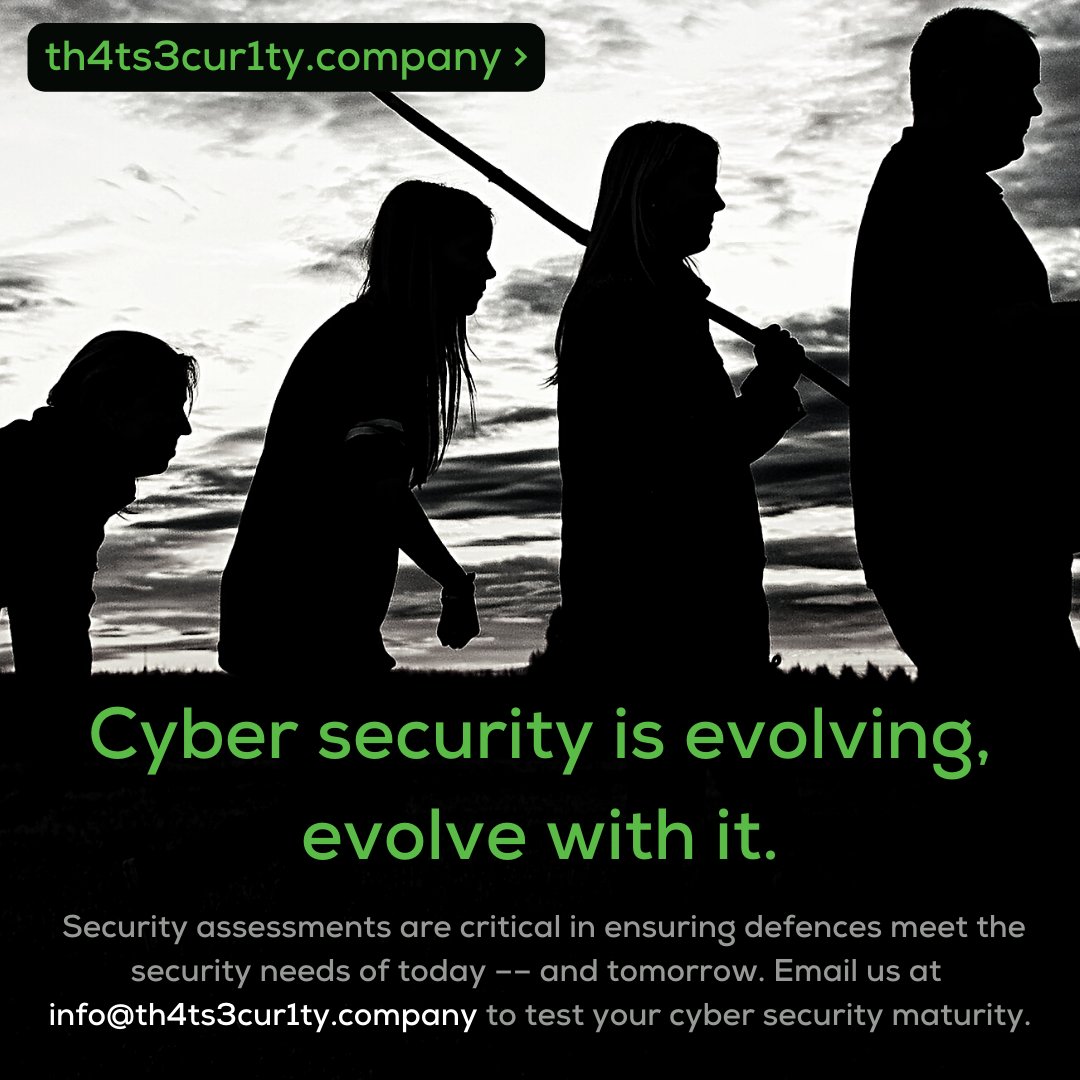 th4ts3cur1ty.company >
Cyber security is evolving,
evolve with it.
Security assessments are critical in ensuring defences meet the
security needs of today –– and tomorrow. Email us at
info@th4ts3cur1ty.company to test your cyber security maturity.